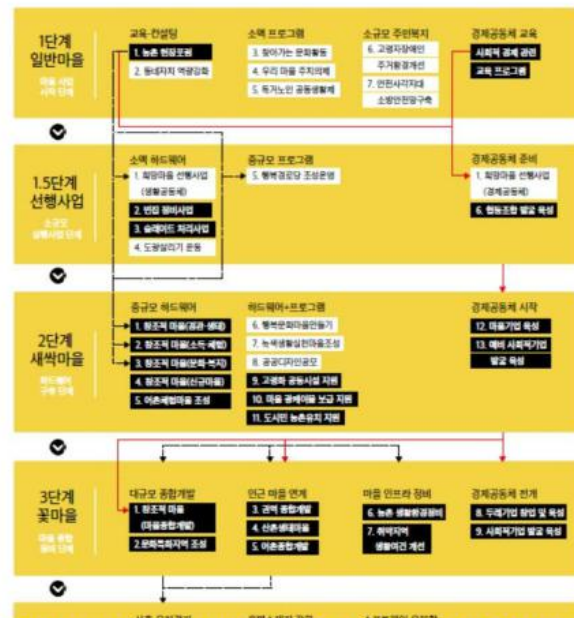 1단계
일반마을
마을 사업
시작 단계
교육·컨설팅
1. 농촌 현장포럼
2. 동네자치 역량강화
소액 프로그램
3. 찾아가는 문화활동
4. 우리 마을 주치의제
5. 독거노인 공동생활제
소규모 주민복지
6. 고령자장애인
주거환경개선
7. 안전사각지대
소방안전망구축
경제공동체 교육
사회적 경제 관련
교육 프로그램
1.5단계
선행사업
소규모
단계
소액 하드웨어
1. 희망마을 선행사업
(생활공동체)
2. 빈집 정비사업
3. 슬레이트 처리사업
4. 도랑살리기 운동
중규모 프로그램
5. 행복경로당 조성운영
경제공동체 준비
1. 희망마을 선행사업
(경제공동체)
6. 협동조합 발굴 육성
2단계
새싹마을
하드웨어
구축 단계
중규모 하드웨어
1. 창조적 마을(경관·생태)
2. 창조적 마을(소득·체험)
3. 창조적 마을(문화·복지)
4. 창조적 마을(신규마을)
5. 어촌체험마을 조성
하드웨어+프로그램
6. 행복문화마을만들기
7. 녹색생활실천마을조성
8. 공공디자인공모
9. 고령화 공동시설 지원
10. 마을 광케이블 보급 지원
11. 도시민 농촌유치 지원
경제공동체 시작
12. 마을기업 육성
13. 예비 사회적기업
발굴 육성
3단계
꽃마을
마을 종합
정비 단계
대규모 종합개발
1. 창조적 마을
(마을종합개발)
2. 문화특화지역 조성
인근 마을 연계
3. 권역 종합개발
4. 산촌생태마을
5. 어촌종합개발
마을 인프라 정비
6. 농촌 생활환경정비
7. 취약지역
생활여건 개선
경제공동체 전개
8. 두레기업 창업 및 육성
9. 사회적기업 발굴 육성